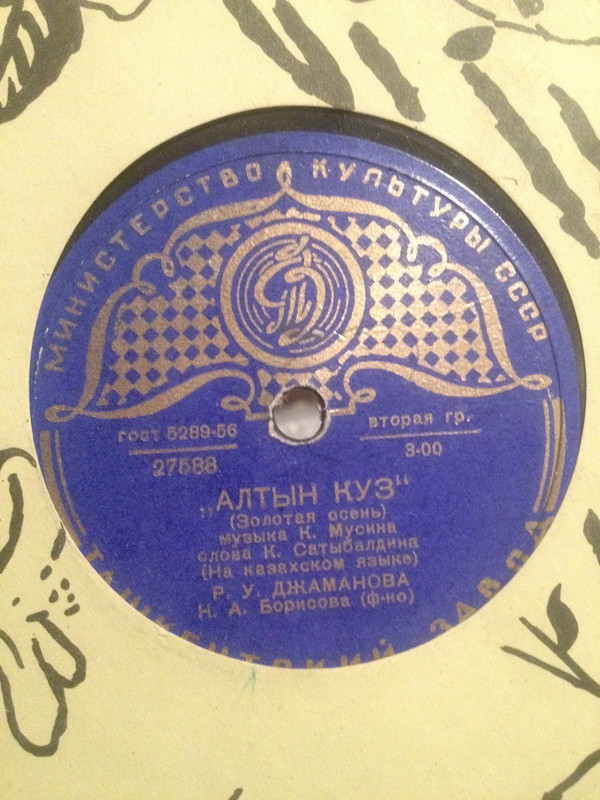 МИНИСТЕРСТВО КУЛЬТУРЫ СССР
ГОСТ 5289-56
вторая гр.
27588
3-00
„АЛТЫН КУЗ“
(Золотая осень)
музыка К. Мусина
слова К. Сатыбалдина
(На казахском языке)
Р. У. ДЖАМАНОВА
Н. А. Борисова (ф-но)
ТАШКЕНТСКИЙ ЗАВОД